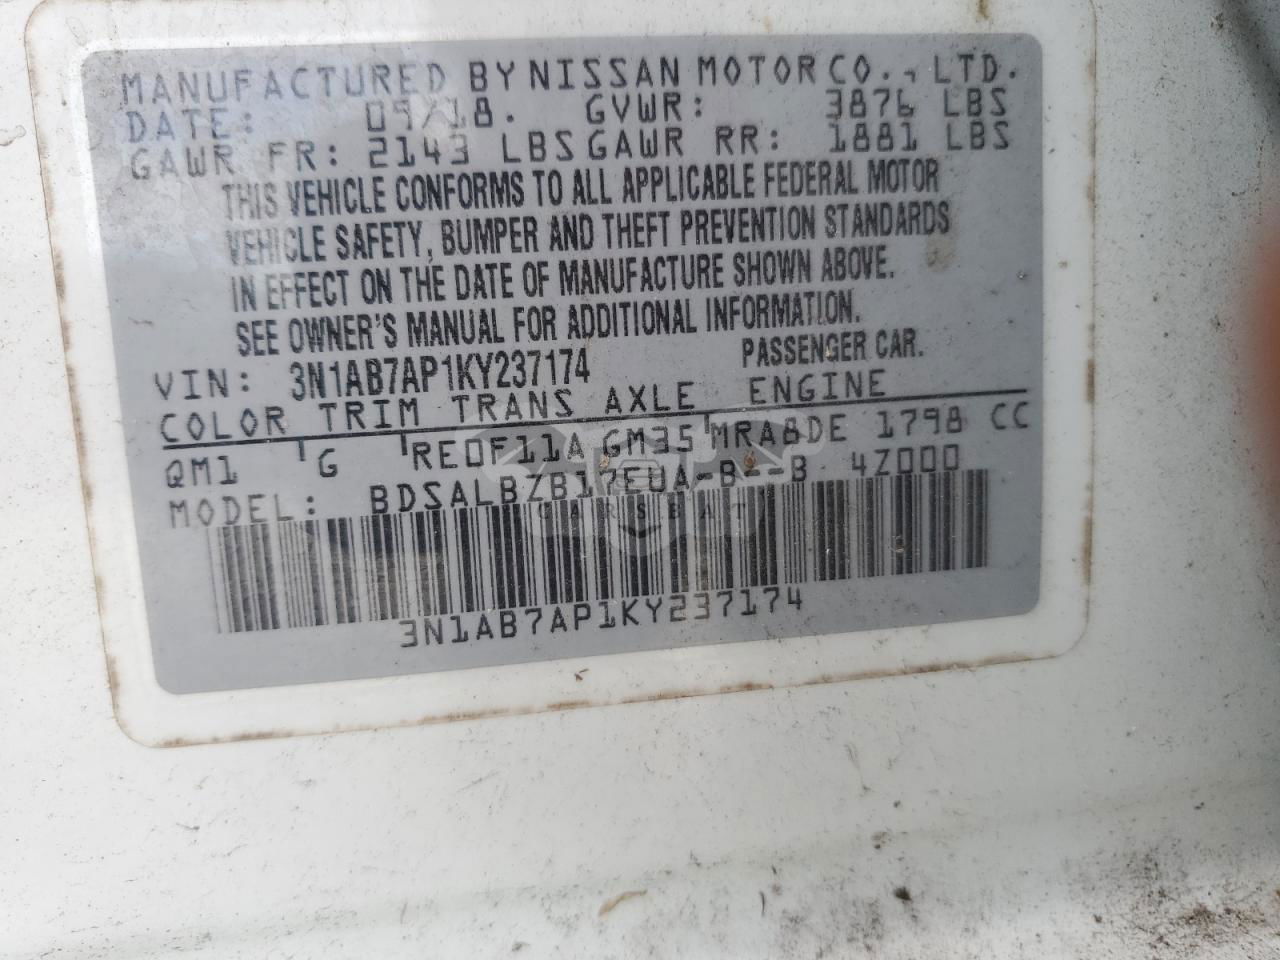 MANUFACTURED BY NISSAN MOTOR CO., LTD.
DATE: 09/18. GVWR: 3876 LBS
GAWR FR: 2143 LBS GAWR RR: 1881 LBS
THIS VEHICLE CONFORMS TO ALL APPLICABLE FEDERAL MOTOR
VEHICLE SAFETY, BUMPER AND THEFT PREVENTION STANDARDS
IN EFFECT ON THE DATE OF MANUFACTURE SHOWN ABOVE.
SEE OWNER'S MANUAL FOR ADDITIONAL INFORMATION.
VIN: 3N1AB7AP1KY237174 PASSENGER CAR.
COLOR TRIM TRANS AXLE ENGINE
QM1 G RE0F11A GM35 MRA8DE 1798 CC
MODEL: BDSALBZB17EUA-B--B 4Z000
CARSBAT
3N1AB7AP1KY237174